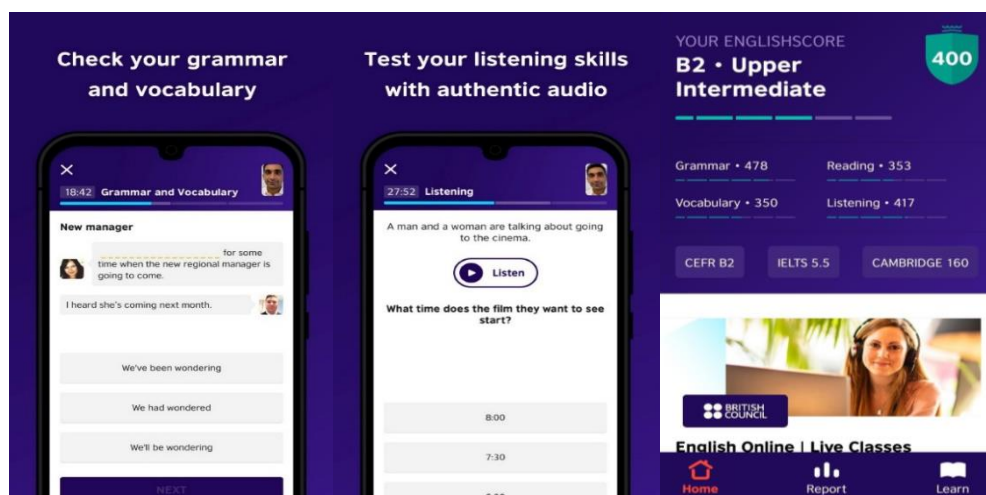 Check your grammar
and vocabulary
18:42 Grammar and Vocabulary
New manager
for some
time when the new regional manager is
going to come.
I heard she's coming next month.
We've been wondering
We had wondered
We'll be wondering
NEXT
Test your listening skills
with authentic audio
27:52 Listening
A man and a woman are talking about going
to the cinema.
Listen
What time does the film they want to see
start?
8:00
7:30
YOUR ENGLISHSCORE
B2 • Upper
Intermediate
400
Grammar • 478
Reading • 353
Vocabulary • 350
Listening • 417
CEFR B2
IELTS 5.5
CAMBRIDGE 160
BRITISH
COUNCIL
English Online | Live Classes
Home
Report
Learn